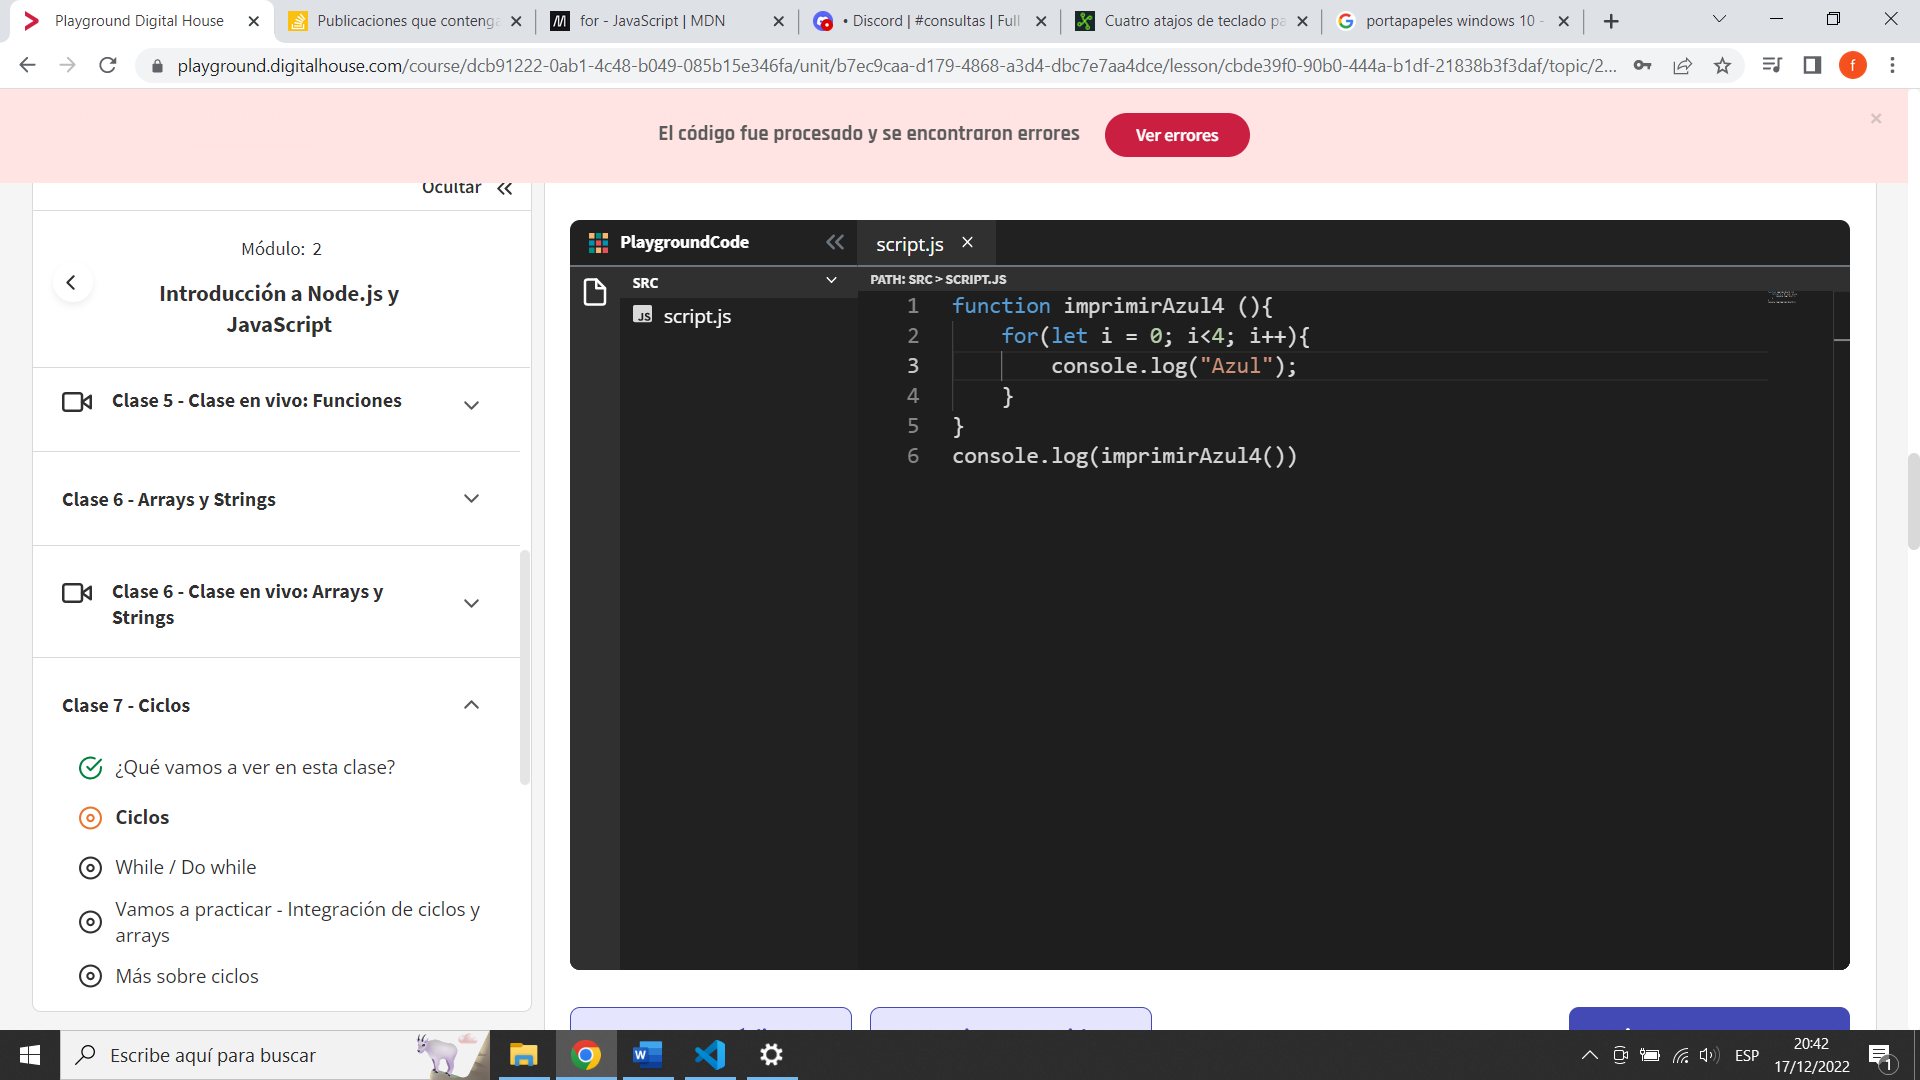 Playground Digital House
Publicaciones que contenga
for - JavaScript | MDN
• Discord | #consultas | Full
Cuatro atajos de teclado pa
portapapeles windows 10 -
playground.digitalhouse.com/course/dcb91222-0ab1-4c48-b049-085b15e346fa/unit/b7ec9caa-d179-4868-a3d4-dbc7e7aa4dce/lesson/cbde39f0-90b0-444a-b1df-21838b3f3daf/topic/2...
f
El código fue procesado y se encontraron errores
Ver errores
Ocultar
Módulo: 2
Introducción a Node.js y
JavaScript
Clase 5 - Clase en vivo: Funciones
Clase 6 - Arrays y Strings
Clase 6 - Clase en vivo: Arrays y
Strings
Clase 7 - Ciclos
¿Qué vamos a ver en esta clase?
Ciclos
While / Do while
Vamos a practicar - Integración de ciclos y
arrays
Más sobre ciclos
PlaygroundCode
script.js
SRC
JS script.js
PATH: SRC > SCRIPT.JS
1 function imprimirAzul4 (){
2 for(let i = 0; i<4; i++){
3 console.log("Azul");
4 }
5 }
6 console.log(imprimirAzul4())
Escribe aquí para buscar
ESP
20:42
17/12/2022
1